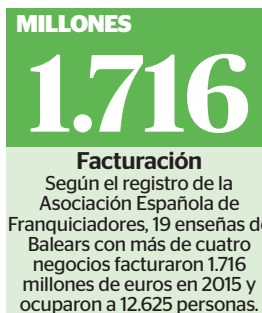 MILLONES
1.716
Facturación
Según el registro de la
Asociación Española de
Franquiciadores, 19 enseñas de
Balears con más de cuatro
negocios facturaron 1.716
millones de euros en 2015 y
ocuparon a 12.625 personas.